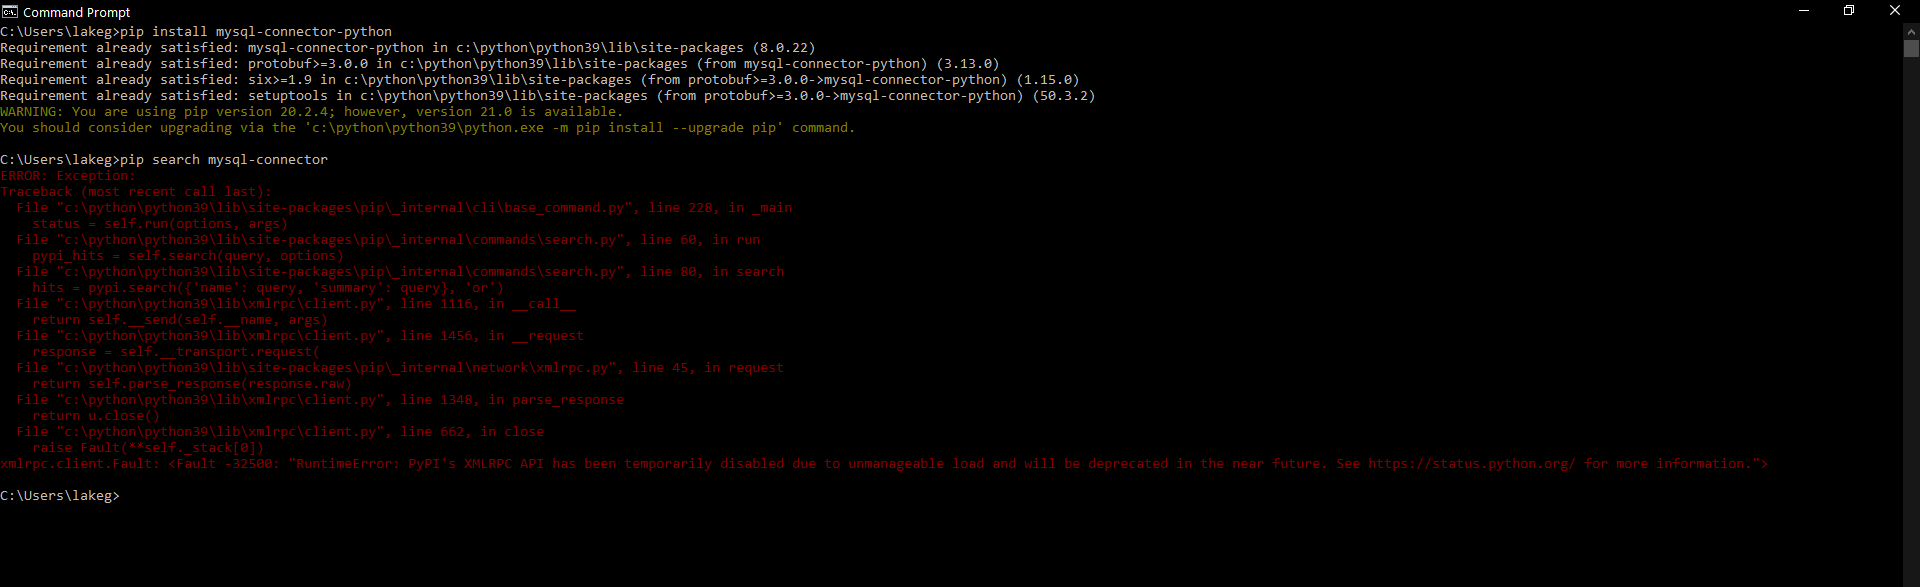 Command Prompt
C:\Users\lakeg>pip install mysql-connector-python
Requirement already satisfied: mysql-connector-python in c:\python\python39\lib\site-packages (8.0.22)
Requirement already satisfied: protobuf>=3.0.0 in c:\python\python39\lib\site-packages (from mysql-connector-python) (3.13.0)
Requirement already satisfied: six>=1.9 in c:\python\python39\lib\site-packages (from protobuf>=3.0.0->mysql-connector-python) (1.15.0)
Requirement already satisfied: setuptools in c:\python\python39\lib\site-packages (from protobuf>=3.0.0->mysql-connector-python) (50.3.2)
WARNING: You are using pip version 20.2.4; however, version 21.0 is available.
You should consider upgrading via the 'c:\python\python39\python.exe -m pip install --upgrade pip' command.
C:\Users\lakeg>pip search mysql-connector
ERROR: Exception:
Traceback (most recent call last):
  File "c:\python\python39\lib\site-packages\pip\_internal\cli\base_command.py", line 228, in _main
    status = self.run(options, args)
  File "c:\python\python39\lib\site-packages\pip\_internal\commands\search.py", line 60, in run
    pypi_hits = self.search(query, options)
  File "c:\python\python39\lib\site-packages\pip\_internal\commands\search.py", line 80, in search
    hits = pypi.search({'name': query, 'summary': query}, 'or')
  File "c:\python\python39\lib\xmlrpc\client.py", line 1116, in __call__
    return self.__send(self.__name, args)
  File "c:\python\python39\lib\xmlrpc\client.py", line 1456, in __request
    response = self.__transport.request(
  File "c:\python\python39\lib\site-packages\pip\_internal\network\xmlrpc.py", line 45, in request
    return self.parse_response(response.raw)
  File "c:\python\python39\lib\xmlrpc\client.py", line 1348, in parse_response
    return u.close()
  File "c:\python\python39\lib\xmlrpc\client.py", line 662, in close
    raise Fault(**self._stack[0])
xmlrpc.client.Fault: <Fault -32500: "RuntimeError: PyPI's XMLRPC API has been temporarily disabled due to unmanageable load and will be deprecated in the near future. See https://status.python.org/ for more information.">
C:\Users\lakeg>